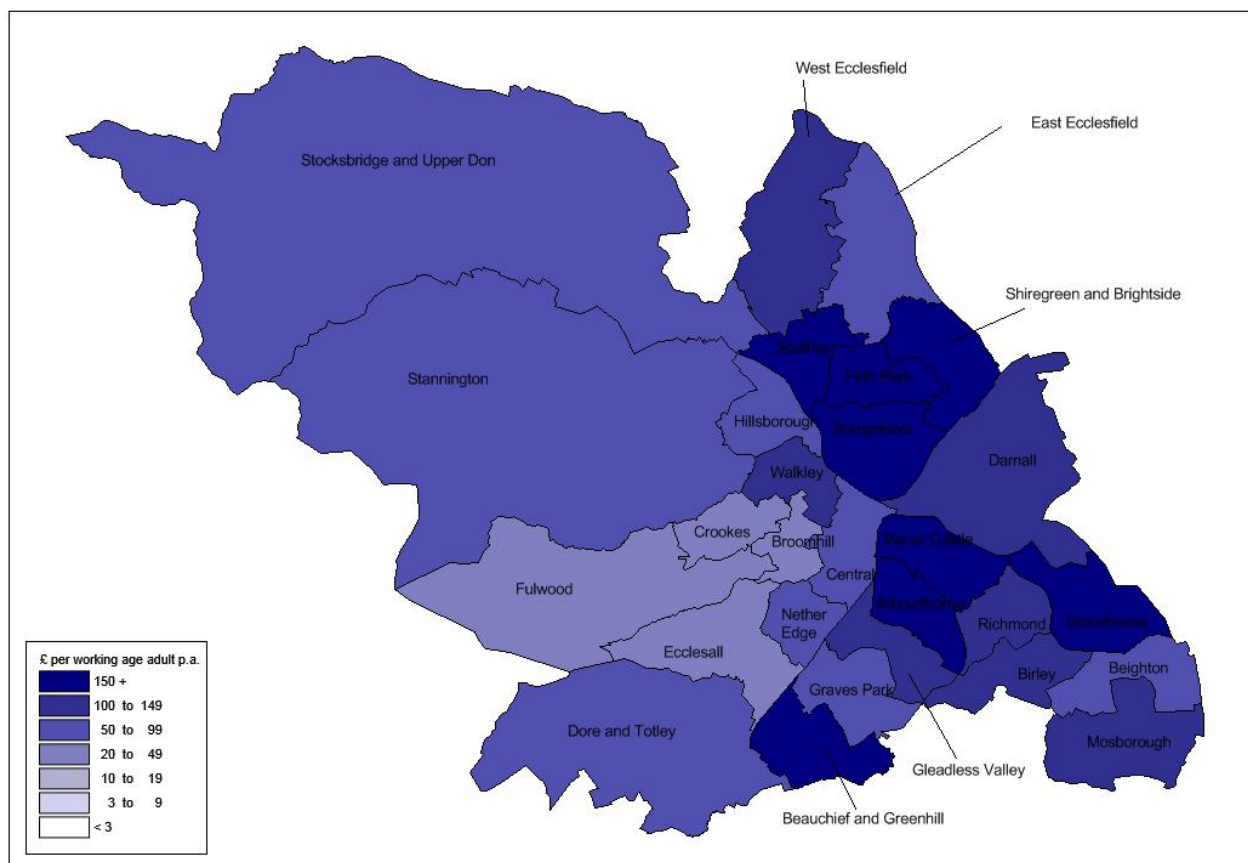 West Ecclesfield
East Ecclesfield
Stocksbridge and Upper Don
Shiregreen and Brightside
Southey
Firth Park
Stannington
Hillsborough
Burngreave
Darnall
Walkley
Crookes
Broomhill
Manor Castle
Central
Fulwood
Arbourthorne
Nether
Edge
Richmond
Woodhouse
Ecclesall
Birley
Beighton
Graves Park
Dore and Totley
Mosborough
Gleadless Valley
Beauchief and Greenhill
£ per working age adult p.a.
150 +
100 to 149
50 to 99
20 to 49
10 to 19
3 to 9
< 3